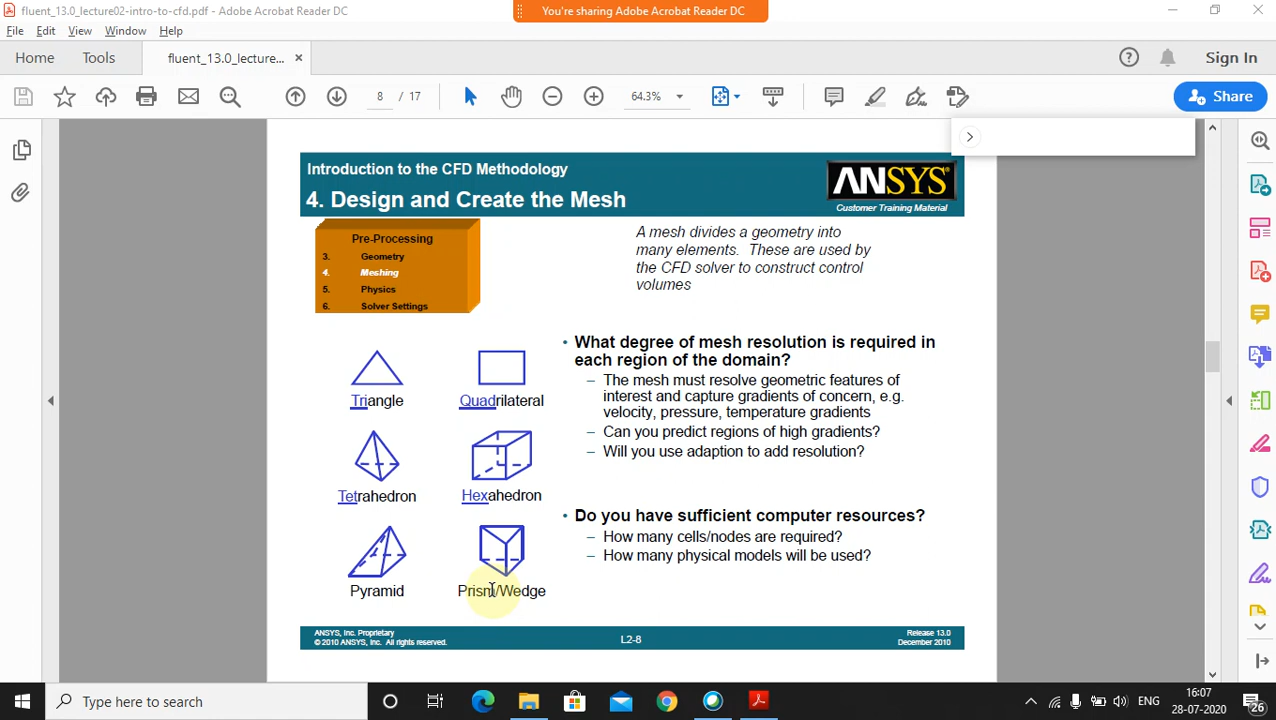 fluent_13.0_lecture02-intro-to-cfd.pdf - Adobe Acrobat Reader DC
You're sharing Adobe Acrobat Reader DC
File Edit View Window Help
Home Tools fluent_13.0_lecture... ×
Sign In
8 / 17
64.3%
Share
Introduction to the CFD Methodology
4. Design and Create the Mesh
ANSYS
Customer Training Material
Pre-Processing
3. Geometry
4. Meshing
5. Physics
6. Solver Settings
A mesh divides a geometry into
many elements. These are used by
the CFD solver to construct control
volumes
Triangle
Quadrilateral
Tetrahedron
Hexahedron
Pyramid
Prism/Wedge
• What degree of mesh resolution is required in
each region of the domain?
– The mesh must resolve geometric features of
interest and capture gradients of concern, e.g.
velocity, pressure, temperature gradients
– Can you predict regions of high gradients?
– Will you use adaption to add resolution?
• Do you have sufficient computer resources?
– How many cells/nodes are required?
– How many physical models will be used?
ANSYS, Inc. Proprietary
© 2010 ANSYS, Inc. All rights reserved.
L2-8
Release 13.0
December 2010
Type here to search
ENG
16:07
28-07-2020
26